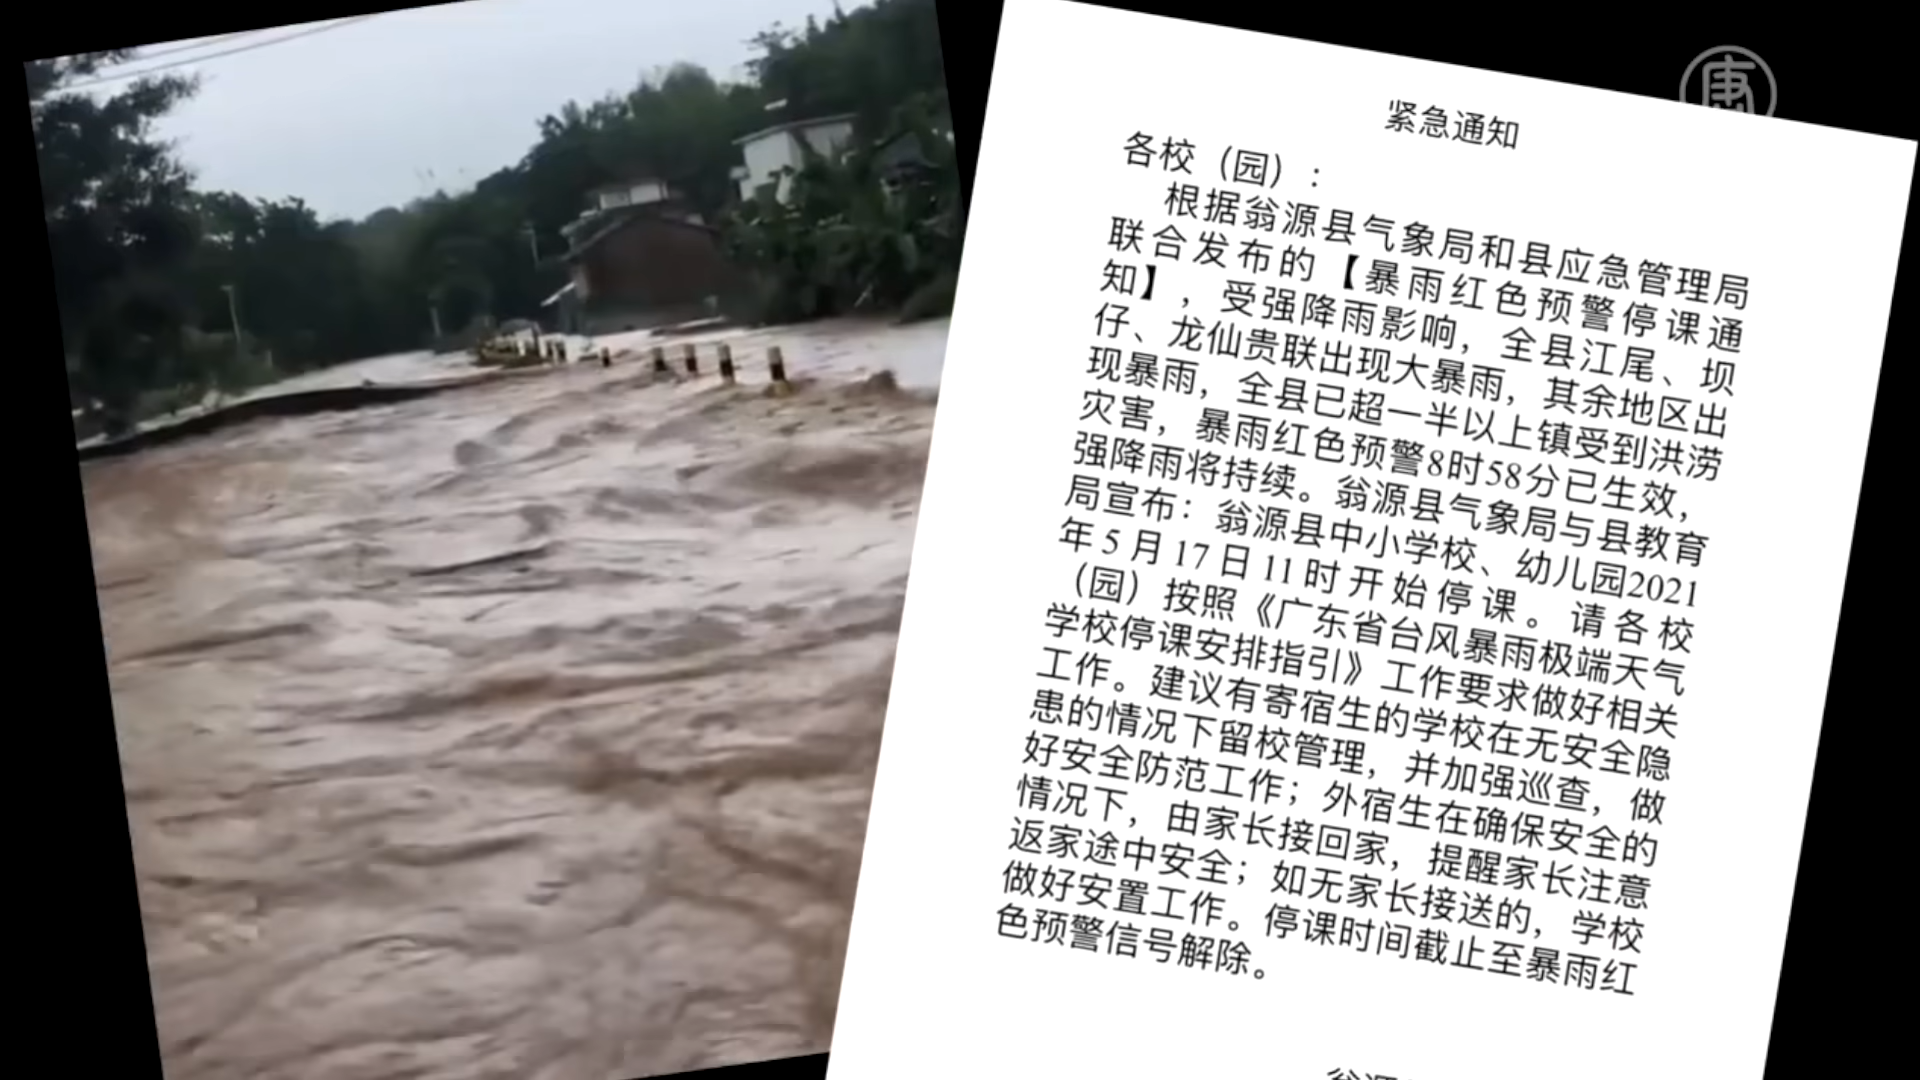 康
紧急通知
各校（园）：
根据翁源县气象局和县应急管理局
联合发布的【暴雨红色预警停课通
知】，受强降雨影响，全县江尾、坝
仔、龙仙贵联出现大暴雨，其余地区出
现暴雨，全县已超一半以上镇受到洪涝
灾害，暴雨红色预警8时58分已生效，
强降雨将持续。翁源县气象局与县教育
局宣布：翁源县中小学校、幼儿园2021
年5月17日11时开始停课。请各校
（园）按照《广东省台风暴雨极端天气
学校停课安排指引》工作要求做好相关
工作。建议有寄宿生的学校在无安全隐
患的情况下留校管理，并加强巡查，做
好安全防范工作；外宿生在确保安全的
情况下，由家长接回家，提醒家长注意
返家途中安全；如无家长接送的，学校
做好安置工作。停课时间截止至暴雨红
色预警信号解除。